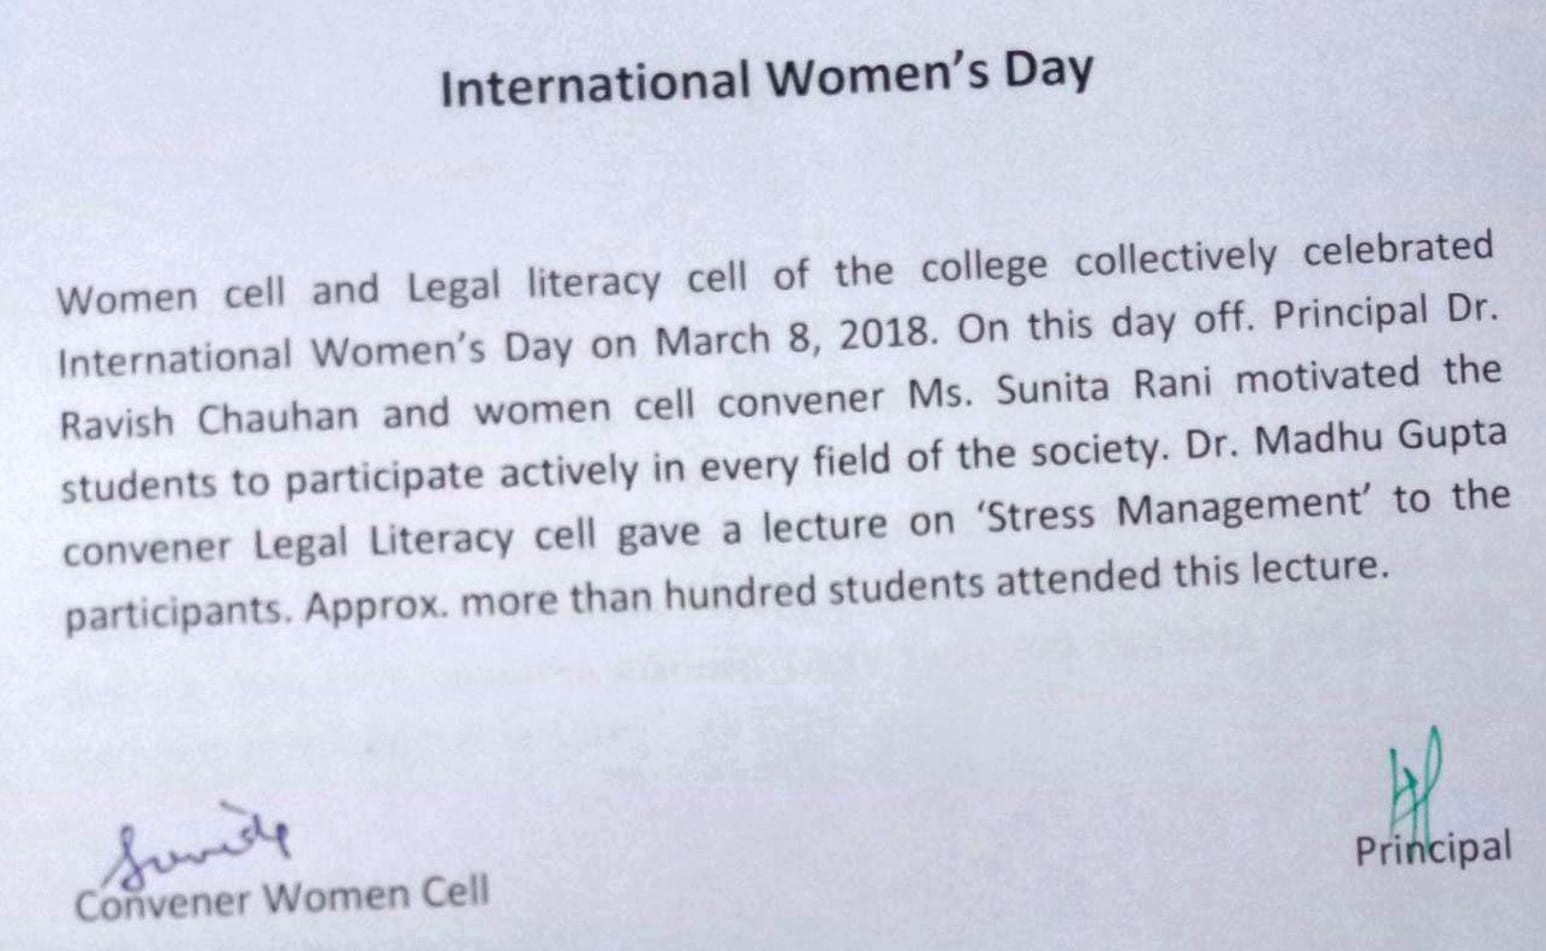 International Women's Day
Women cell and Legal literacy cell of the college collectively celebrated
International Women's Day on March 8, 2018. On this day off. Principal Dr.
Ravish Chauhan and women cell convener Ms. Sunita Rani motivated the
students to participate actively in every field of the society. Dr. Madhu Gupta
convener Legal Literacy cell gave a lecture on 'Stress Management' to the
participants. Approx. more than hundred students attended this lecture.
Convener Women Cell
Principal